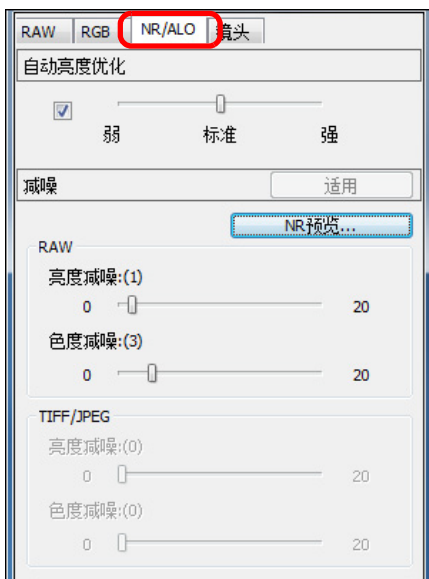 RAW RGB NR/ALO 镜头
自动亮度优化
弱 标准 强
减噪 适用
NR预览...
RAW
亮度减噪:(1)
0 20
色度减噪:(3)
0 20
TIFF/JPEG
亮度减噪:(0)
0 20
色度减噪:(0)
0 20